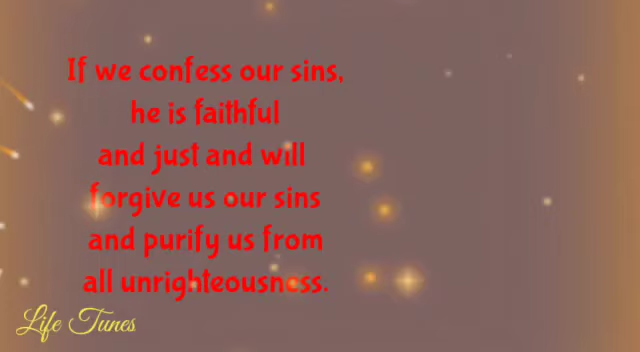 If we confess our sins,
he is faithful
and just and will
forgive us our sins
and purify us from
all unrighteousness.
Life Tunes